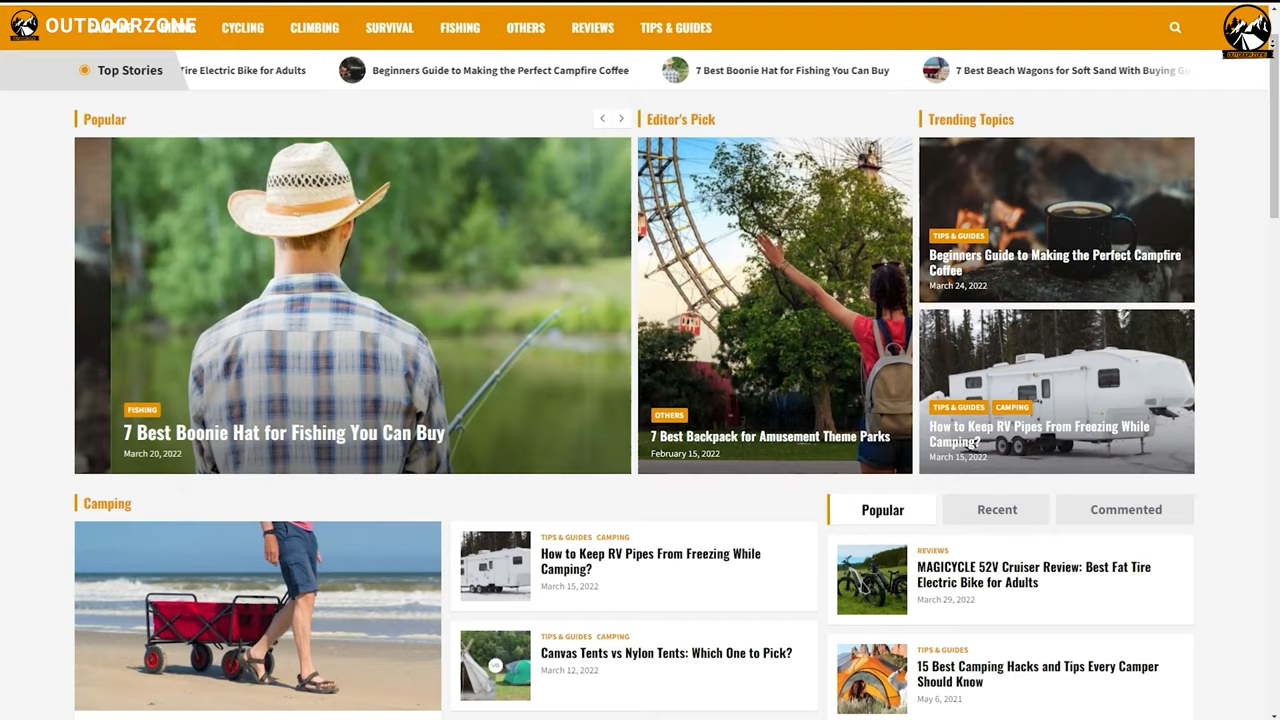 OUTDOORZONE
CAMPING HIKING CYCLING CLIMBING SURVIVAL FISHING OTHERS REVIEWS TIPS & GUIDES
OUTDOORZONE
Top Stories
Tire Electric Bike for Adults
Beginners Guide to Making the Perfect Campfire Coffee
7 Best Boonie Hat for Fishing You Can Buy
7 Best Beach Wagons for Soft Sand With Buying
Popular
Editor's Pick
Trending Topics
FISHING
7 Best Boonie Hat for Fishing You Can Buy
March 20, 2022
OTHERS
7 Best Backpack for Amusement Theme Parks
February 15, 2022
TIPS & GUIDES
Beginners Guide to Making the Perfect Campfire
Coffee
March 24, 2022
TIPS & GUIDES CAMPING
How to Keep RV Pipes From Freezing While
Camping?
March 15, 2022
Camping
TIPS & GUIDES CAMPING
How to Keep RV Pipes From Freezing While
Camping?
March 15, 2022
TIPS & GUIDES CAMPING
Canvas Tents vs Nylon Tents: Which One to Pick?
March 12, 2022
Popular
Recent
Commented
REVIEWS
MAGICYCLE 52V Cruiser Review: Best Fat Tire
Electric Bike for Adults
March 29, 2022
TIPS & GUIDES
15 Best Camping Hacks and Tips Every Camper
Should Know
May 6, 2021